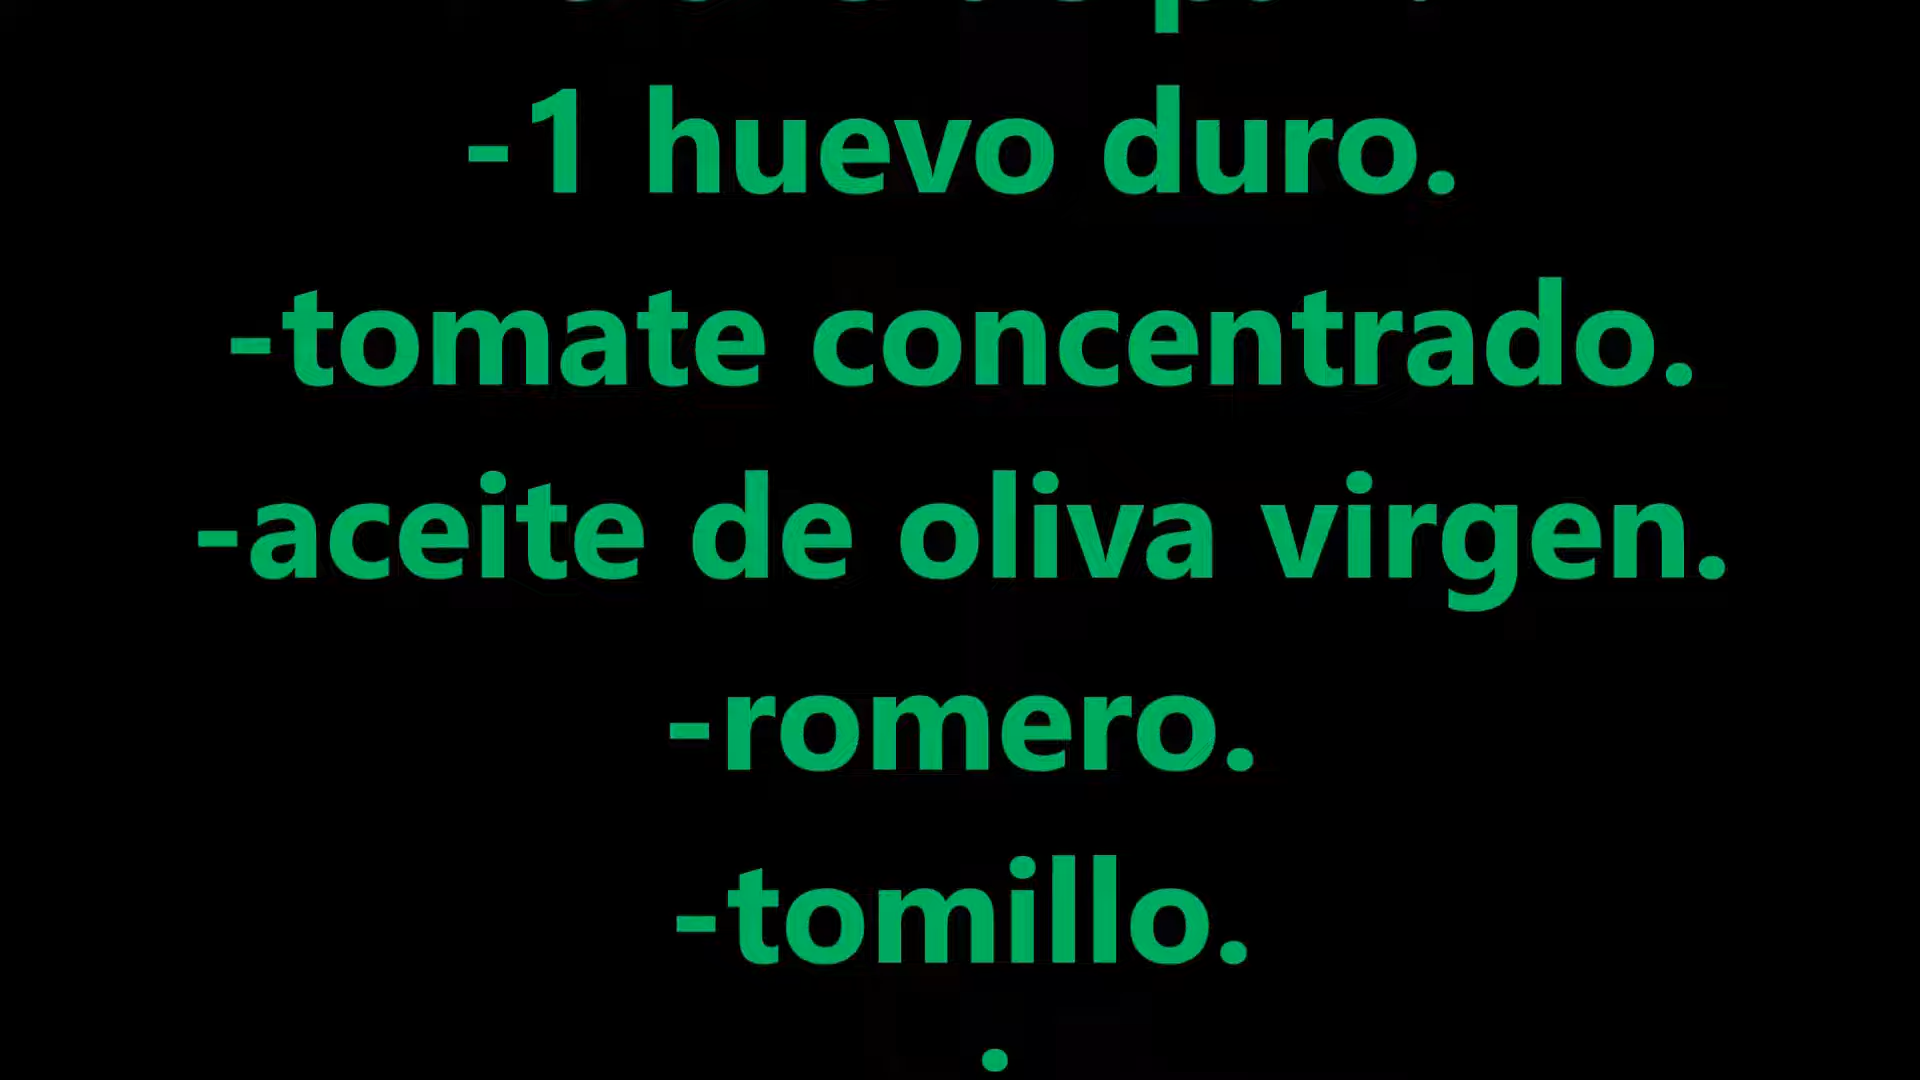 -1 huevo duro.
-tomate concentrado.
-aceite de oliva virgen.
-romero.
-tomillo.